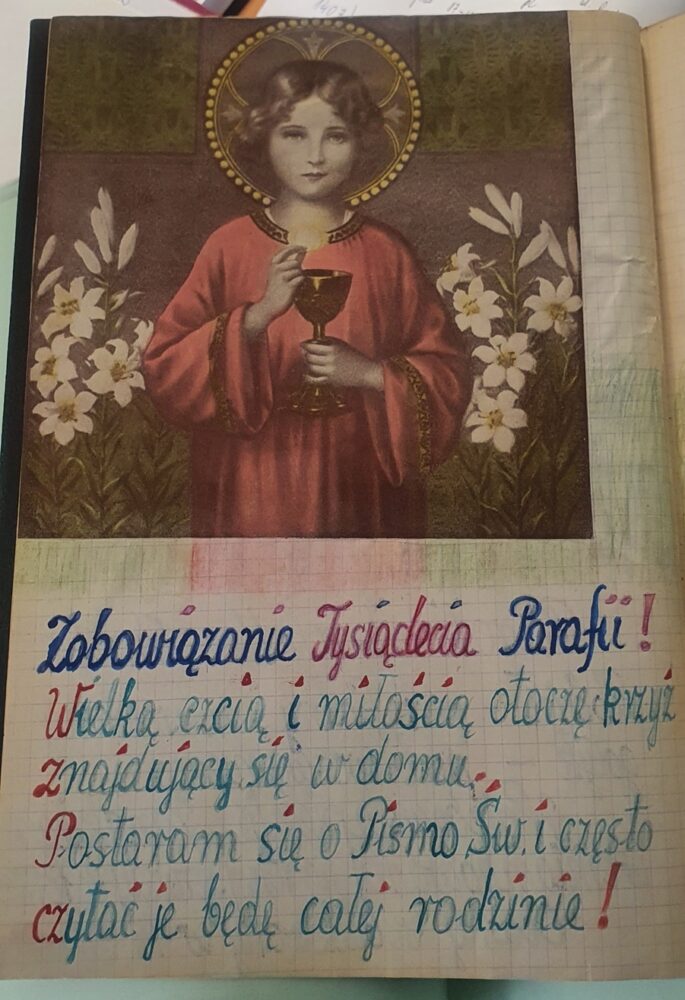 Zobowiązanie Tysiąclecia Parafii!
Wielką czcią i miłością otoczę krzyż
znajdujący się w domu.
Postaram się o Pismo Św. i często
czytać je będę całej rodzinie!